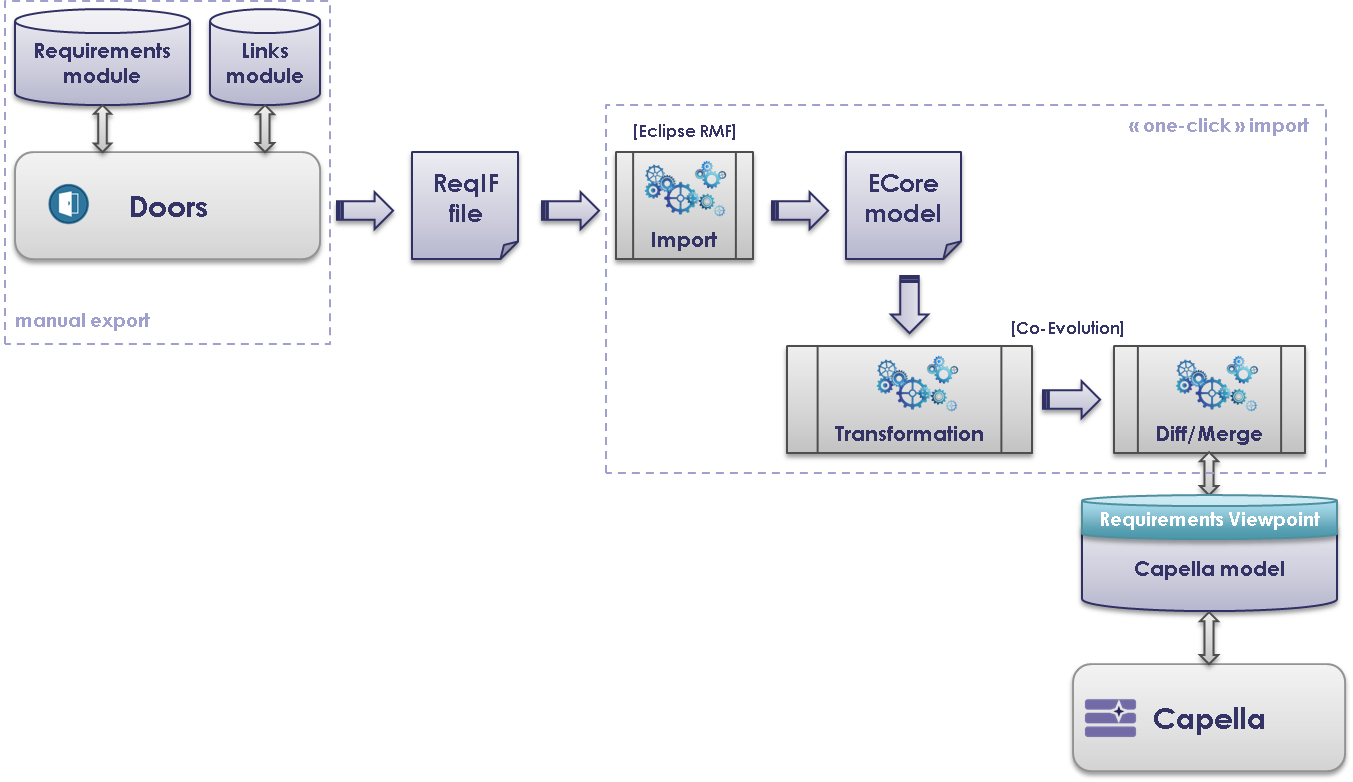 Requirements
module
Links
module
Doors
manual export
ReqIF
file
« one-click » import
[Eclipse RMF]
Import
ECore
model
[Co-Evolution]
Transformation
Diff/Merge
Requirements Viewpoint
Capella model
Capella